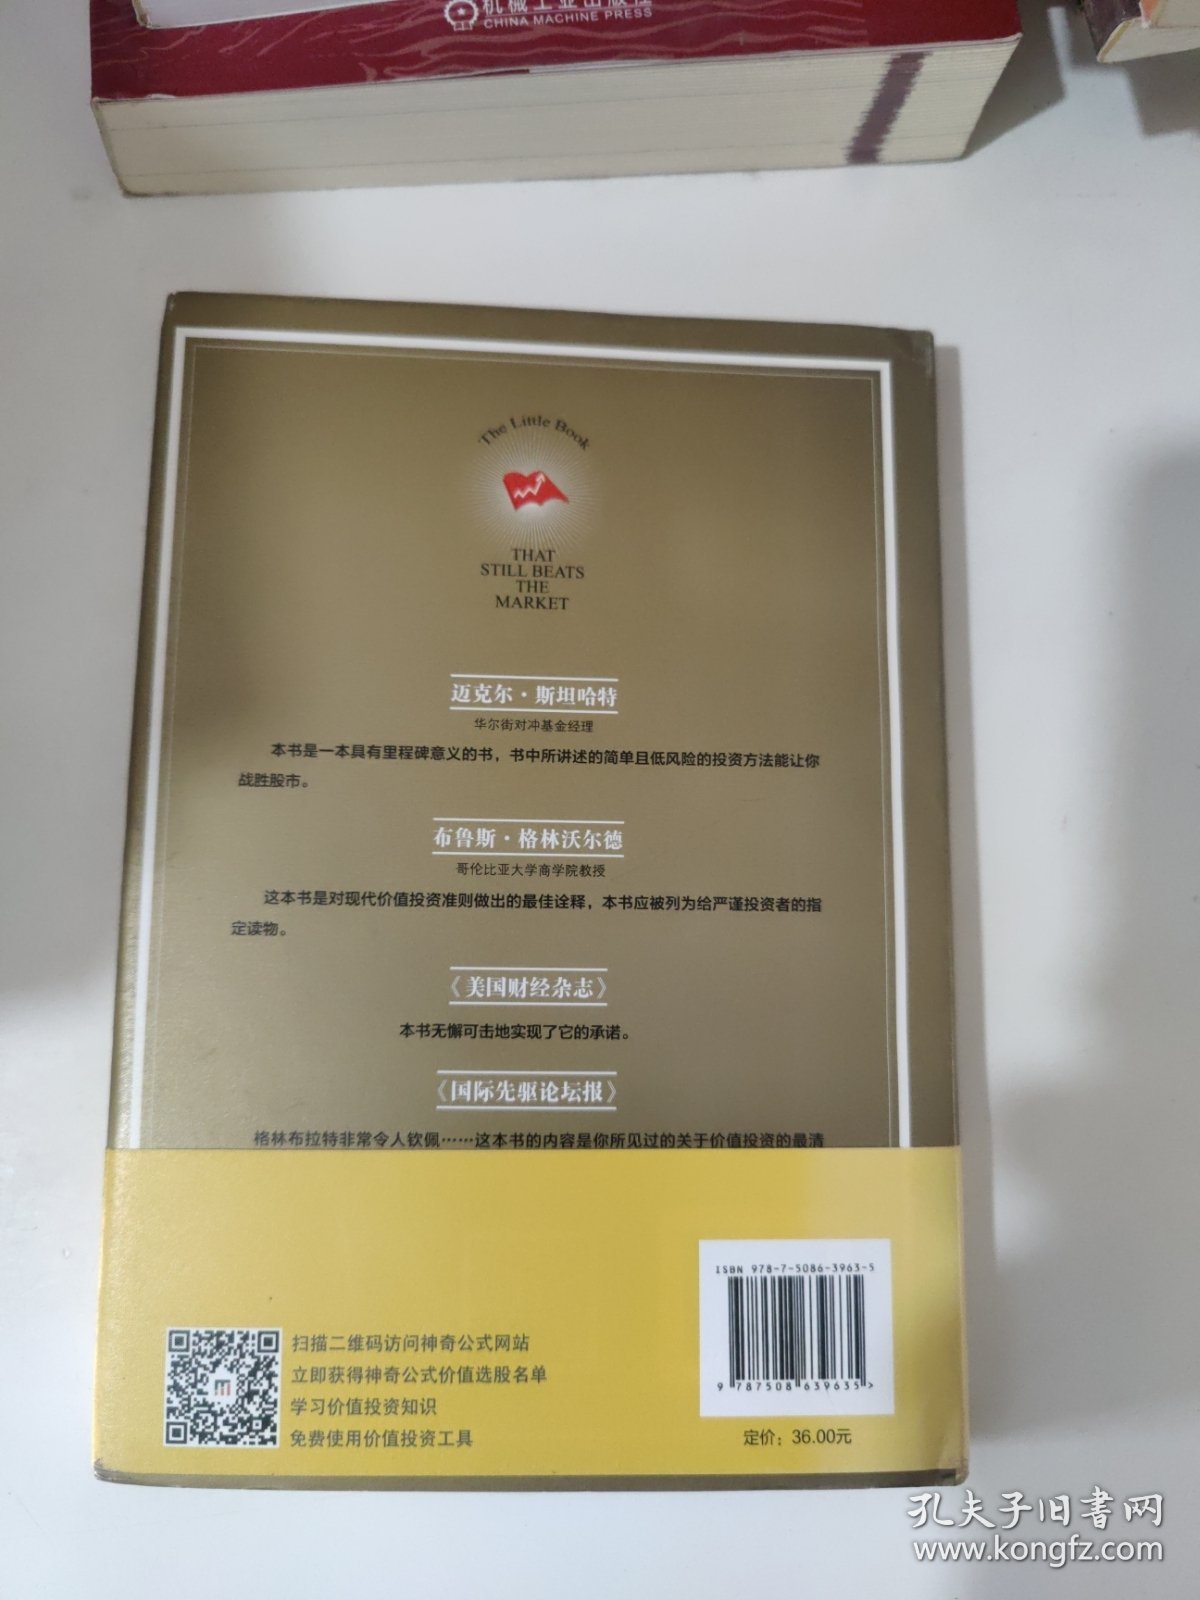 机械工业出版社
CHINA MACHINE PRESS
The Little Book
THAT
STILL BEATS
THE
MARKET
迈克尔·斯坦哈特
华尔街对冲基金经理
本书是一本具有里程碑意义的书，书中所讲述的简单且低风险的投资方法能让你
战胜股市。
布鲁斯·格林沃尔德
哥伦比亚大学商学院教授
这本书是对现代价值投资准则做出的最佳诠释，本书应被列为给严谨投资者的指
定读物。
《美国财经杂志》
本书无懈可击地实现了它的承诺。
《国际先驱论坛报》
格林布拉特非常令人钦佩……这本书的内容是你所见过的关于价值投资的最清
ISBN 978-7-5086-3963-5
9 787508 639635 >
定价：36.00元
扫描二维码访问神奇公式网站
立即获得神奇公式价值选股名单
学习价值投资知识
免费使用价值投资工具
孔夫子旧书网
www.kongfz.com